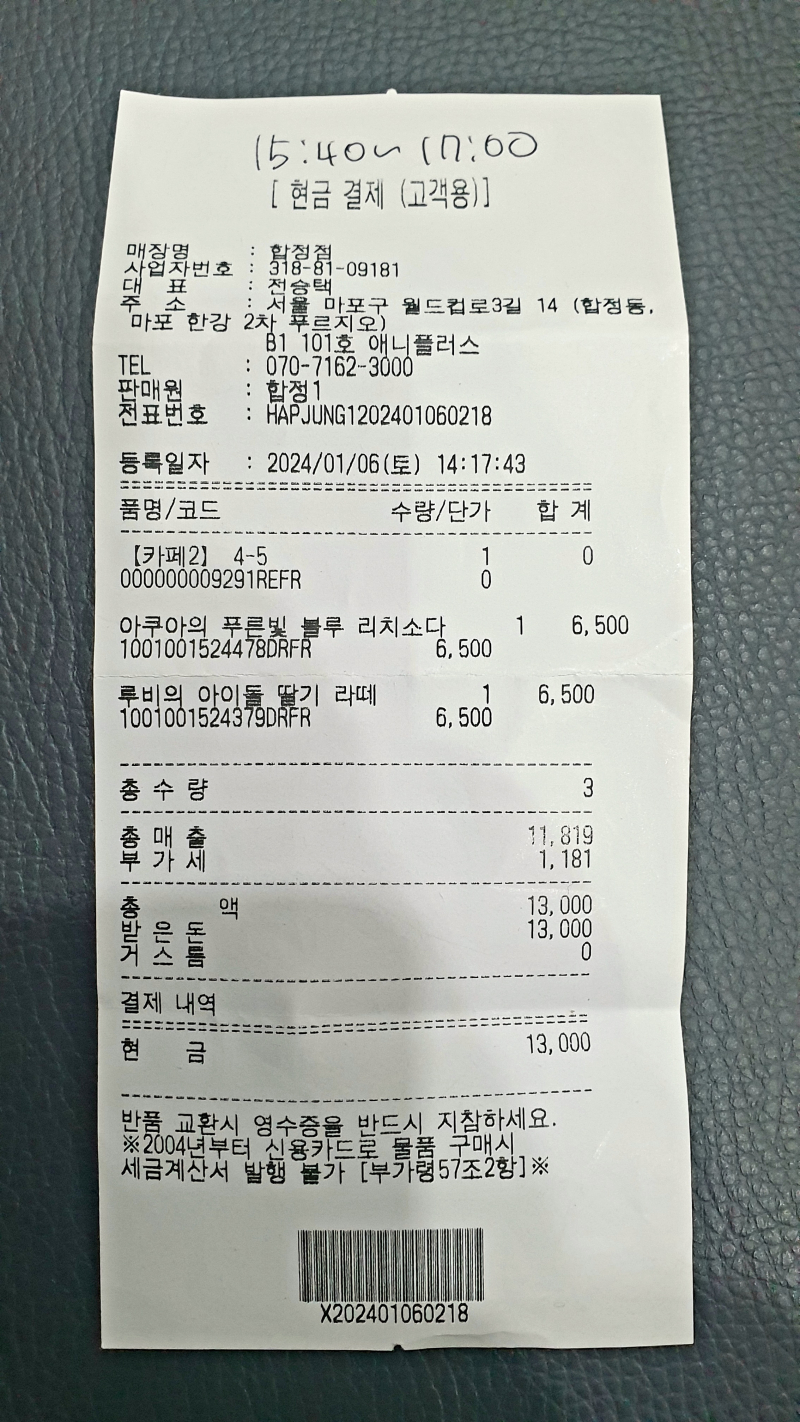 15:40~17:00
[ 현금 결제 (고객용)]
매장명 : 합정점
사업자번호 : 318-81-09181
대 표 : 전승택
주 소 : 서울 마포구 월드컵로3길 14 (합정동,
마포 한강 2차 푸르지오)
B1 101호 애니플러스
TEL : 070-7162-3000
판매원 : 합정1
전표번호 : HAPJUNG1202401060218
등록일자 : 2024/01/06(토) 14:17:43
품명/코드 수량/단가 합 계
【카페2】 4-5 1 0
000000009291REFR 0
아쿠아의 푸른빛 블루 리치소다 1 6,500
1001001524478DRFR 6,500
루비의 아이돌 딸기 라떼 1 6,500
1001001524379DRFR 6,500
총 수 량 3
총 매 출 11,819
부 가 세 1,181
총 액 13,000
받 은 돈 13,000
거 스 름 0
결제 내역
현 금 13,000
반품 교환시 영수증을 반드시 지참하세요.
※2004년부터 신용카드로 물품 구매시
세금계산서 발행 불가 [부가령57조2항]※
X202401060218